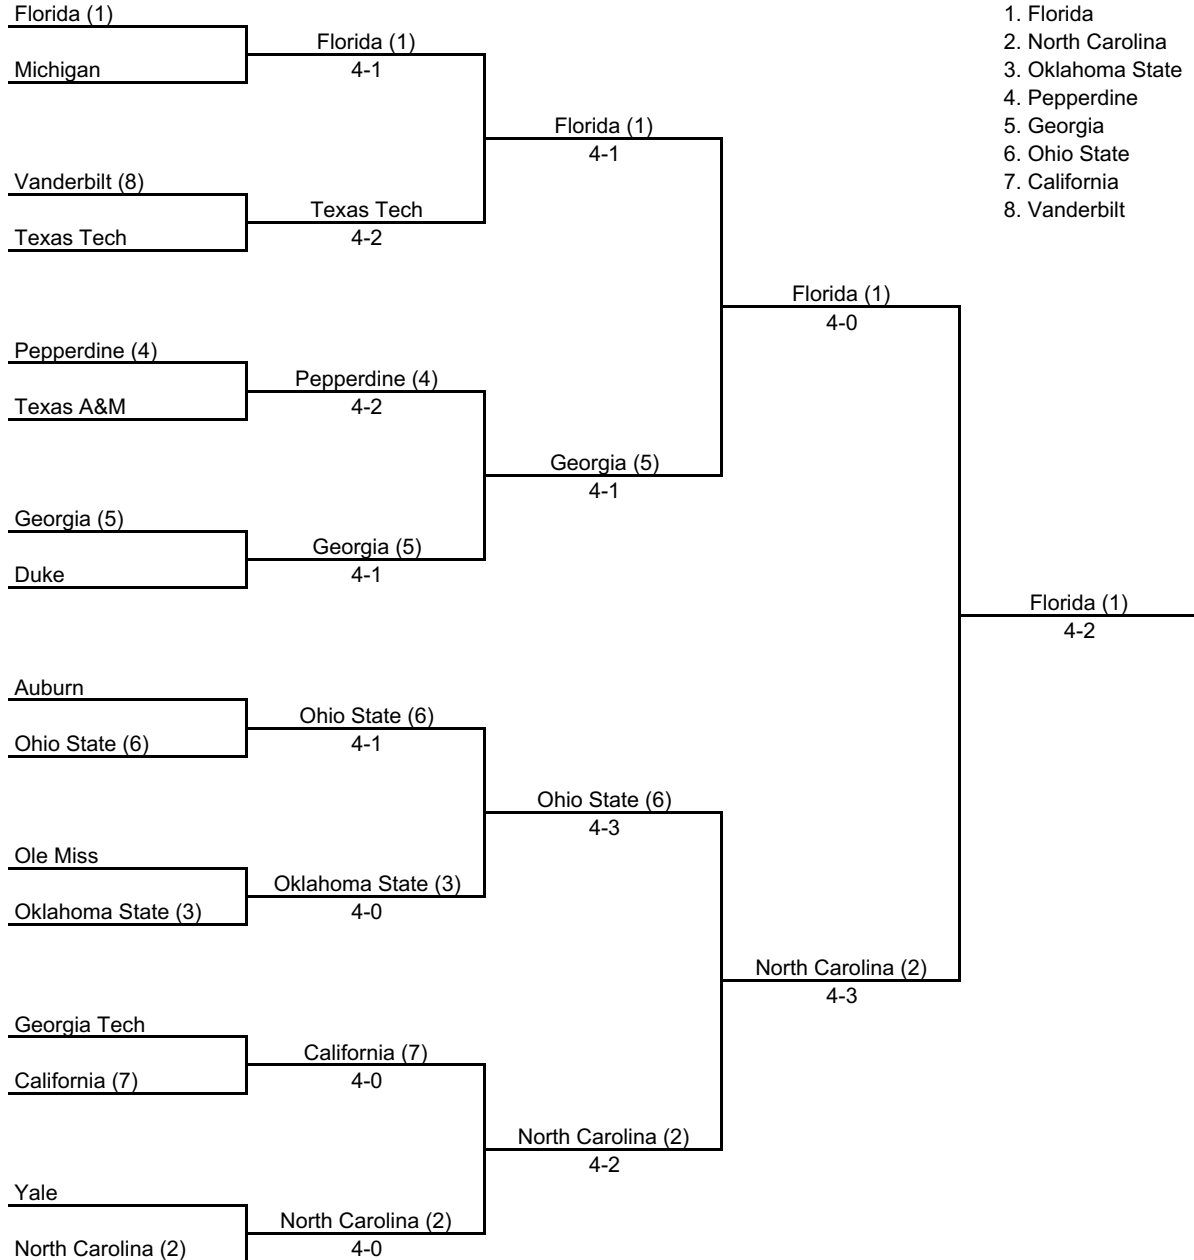 Florida (1)
Michigan
Vanderbilt (8)
Texas Tech
Pepperdine (4)
Texas A&M
Georgia (5)
Duke
Auburn
Ohio State (6)
Ole Miss
Oklahoma State (3)
Georgia Tech
California (7)
Yale
North Carolina (2)
Florida (1)
4-1
Texas Tech
4-2
Pepperdine (4)
4-2
Georgia (5)
4-1
Ohio State (6)
4-1
Oklahoma State (3)
4-0
California (7)
4-0
North Carolina (2)
4-0
Florida (1)
4-1
Georgia (5)
4-1
Ohio State (6)
4-3
North Carolina (2)
4-2
Florida (1)
4-0
North Carolina (2)
4-3
Florida (1)
4-2
1. Florida
2. North Carolina
3. Oklahoma State
4. Pepperdine
5. Georgia
6. Ohio State
7. California
8. Vanderbilt